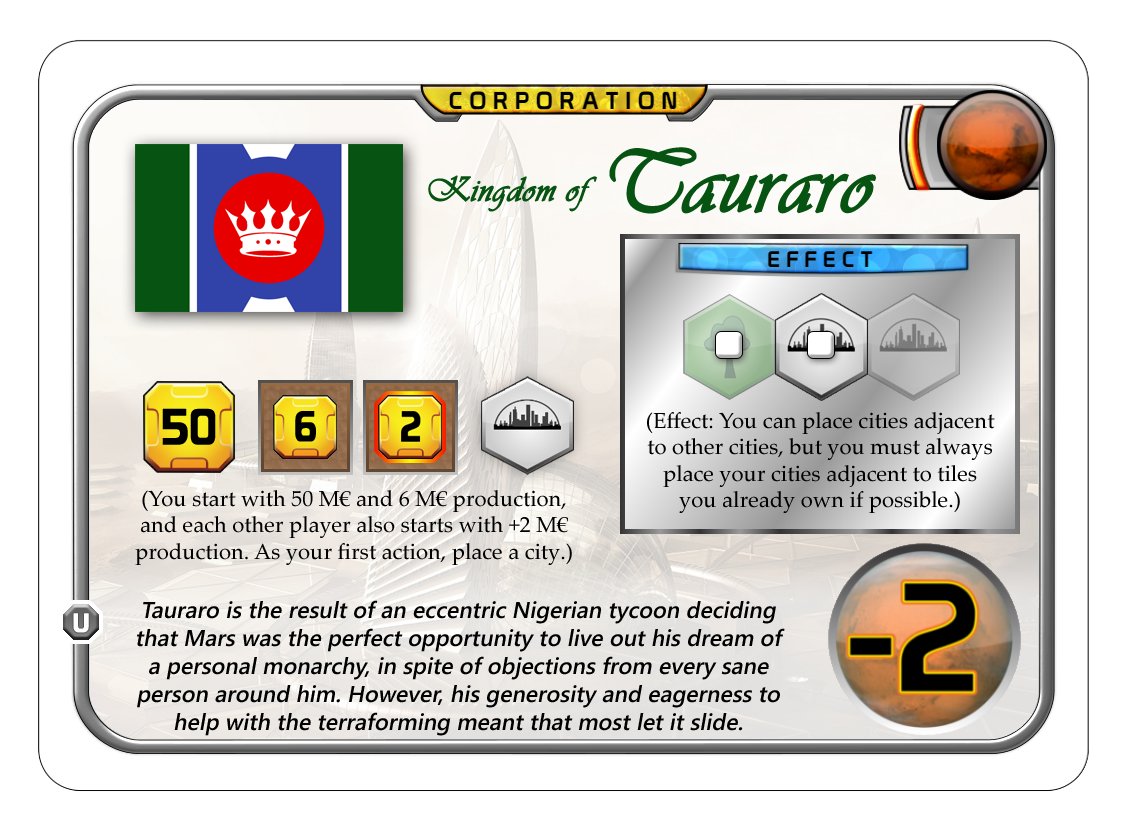 CORPORATION
Kingdom of Tauraro
EFFECT
(Effect: You can place cities adjacent
to other cities, but you must always
place your cities adjacent to tiles
you already own if possible.)
50 6 2
(You start with 50 M€ and 6 M€ production,
and each other player also starts with +2 M€
production. As your first action, place a city.)
U
Tauraro is the result of an eccentric Nigerian tycoon deciding
that Mars was the perfect opportunity to live out his dream of
a personal monarchy, in spite of objections from every sane
person around him. However, his generosity and eagerness to
help with the terraforming meant that most let it slide.
-2